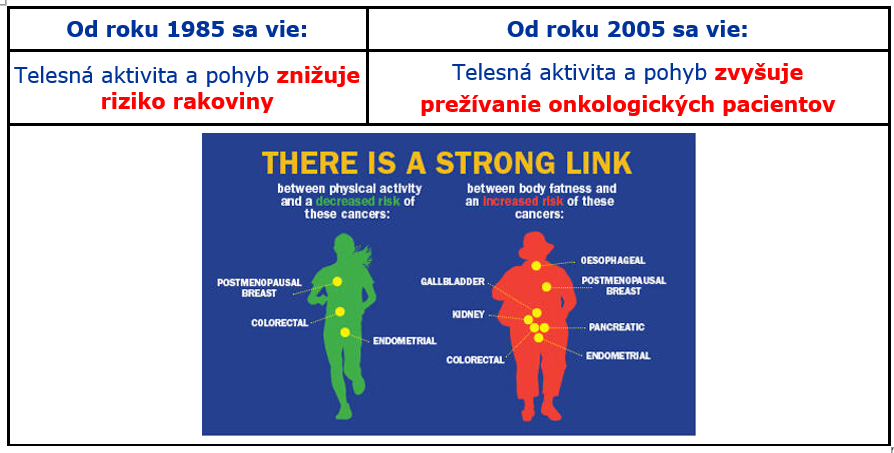 Od roku 1985 sa vie:
Od roku 2005 sa vie:
Telesná aktivita a pohyb znižuje
riziko rakoviny
Telesná aktivita a pohyb zvyšuje
prežívanie onkologických pacientov
THERE IS A STRONG LINK
between physical activity
and a decreased risk of
these cancers:
between body fatness and
an increased risk of these
cancers:
POSTMENOPAUSAL
BREAST
COLORECTAL
ENDOMETRIAL
OESOPHAGEAL
GALLBLADDER
POSTMENOPAUSAL
BREAST
KIDNEY
PANCREATIC
COLORECTAL
ENDOMETRIAL